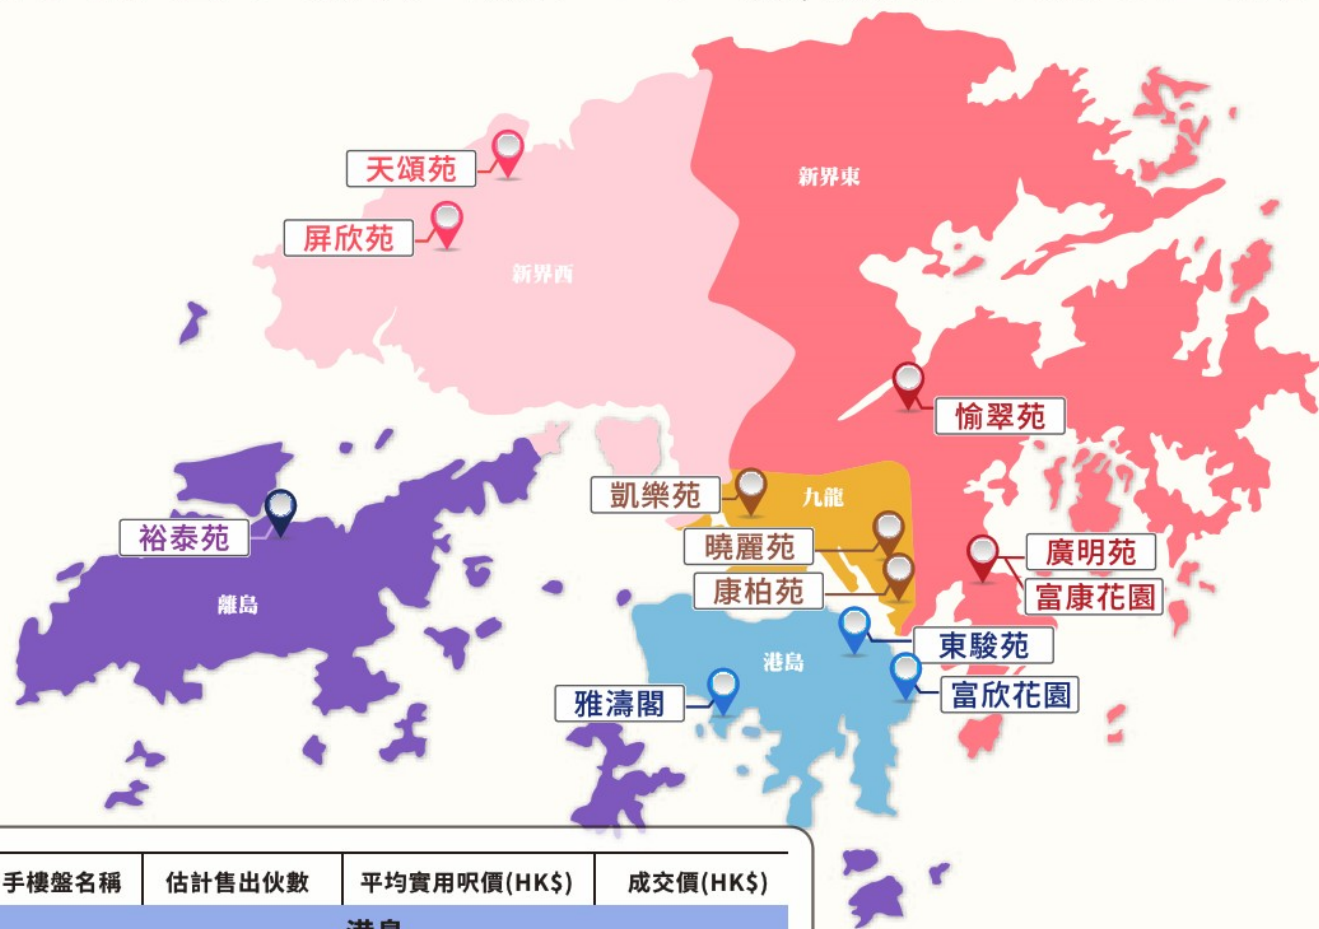 新界東
天頌苑
屏欣苑
新界西
愉翠苑
凱樂苑
九龍
裕泰苑
曉麗苑
廣明苑
康柏苑
富康花園
離島
東駿苑
港島
雅濤閣
富欣花園
手樓盤名稱 估計售出伙數 平均實用呎價(HK$) 成交價(HK$)
港島